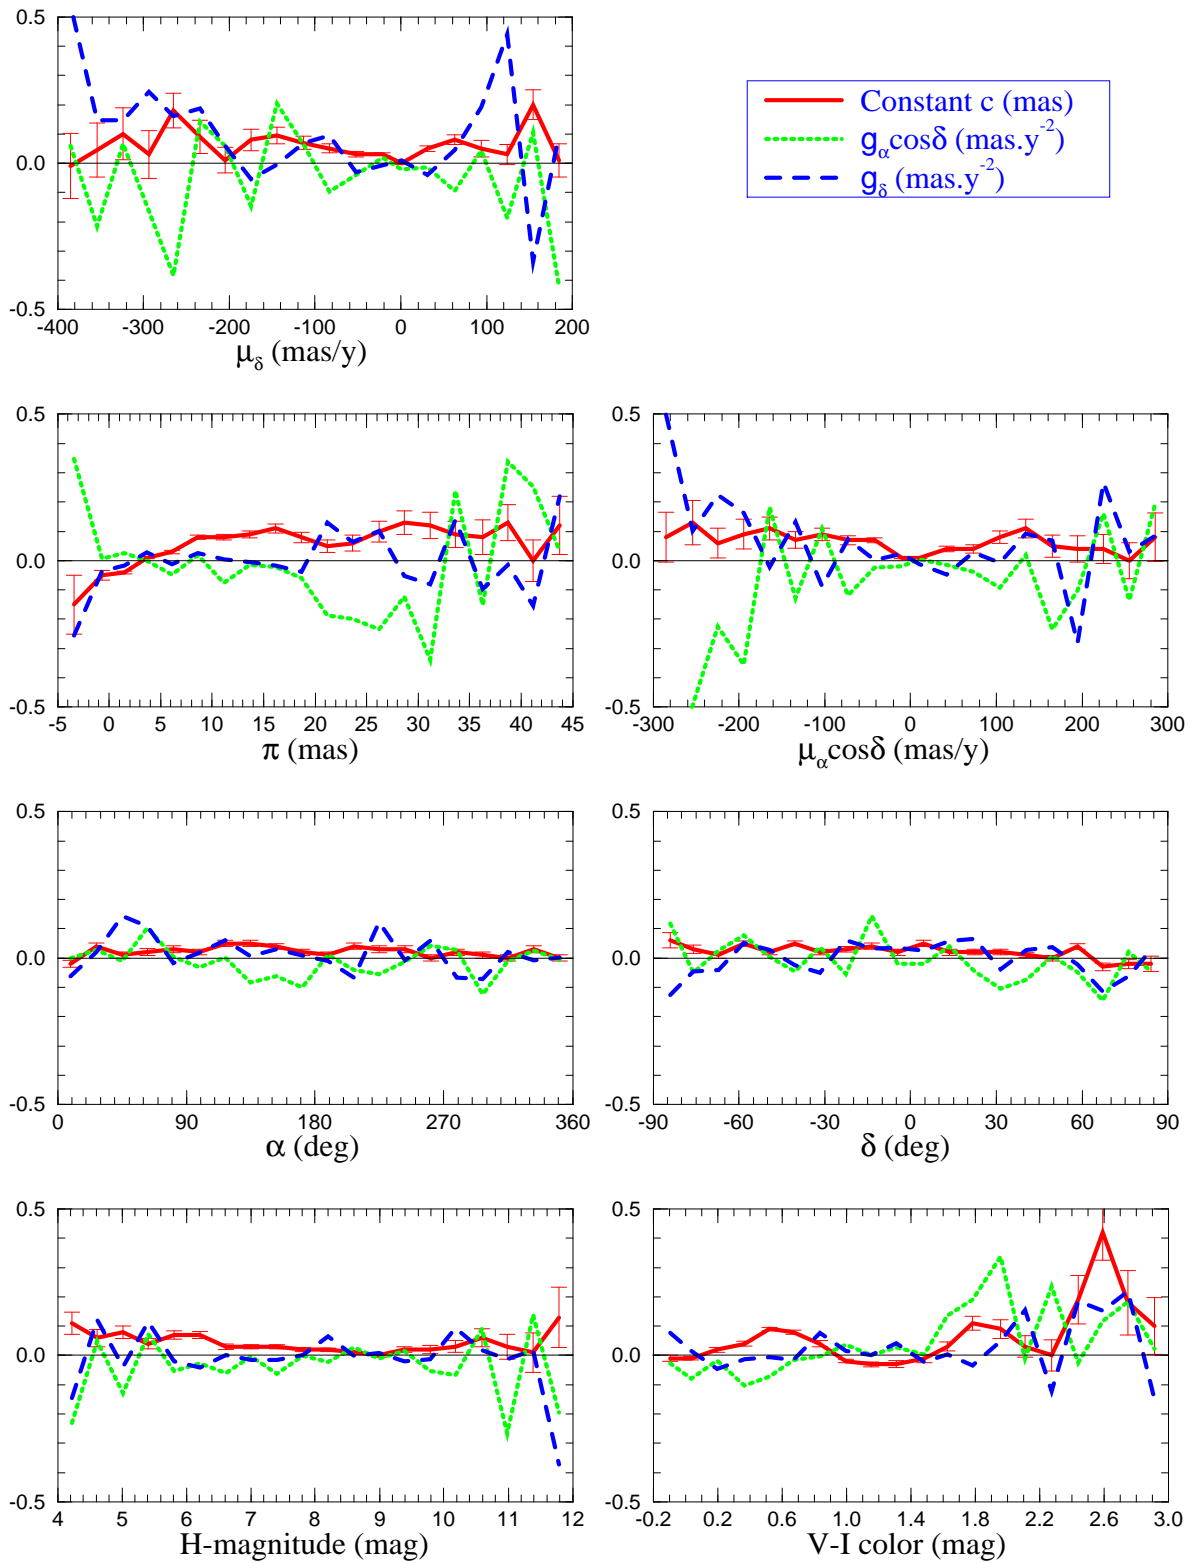 0.5
0.0
-0.5
-400 -300 -200 -100 0 100 200
μδ (mas/y)
Constant c (mas)
gαcosδ (mas.y-2)
gδ (mas.y-2)
0.5
0.0
-0.5
-5 0 5 10 15 20 25 30 35 40 45
π (mas)
0.5
0.0
-0.5
-300 -200 -100 0 100 200 300
μαcosδ (mas/y)
0.5
0.0
-0.5
0 90 180 270 360
α (deg)
0.5
0.0
-0.5
-90 -60 -30 0 30 60 90
δ (deg)
0.5
0.0
-0.5
4 5 6 7 8 9 10 11 12
H-magnitude (mag)
0.5
0.0
-0.5
-0.2 0.2 0.6 1.0 1.4 1.8 2.2 2.6 3.0
V-I color (mag)